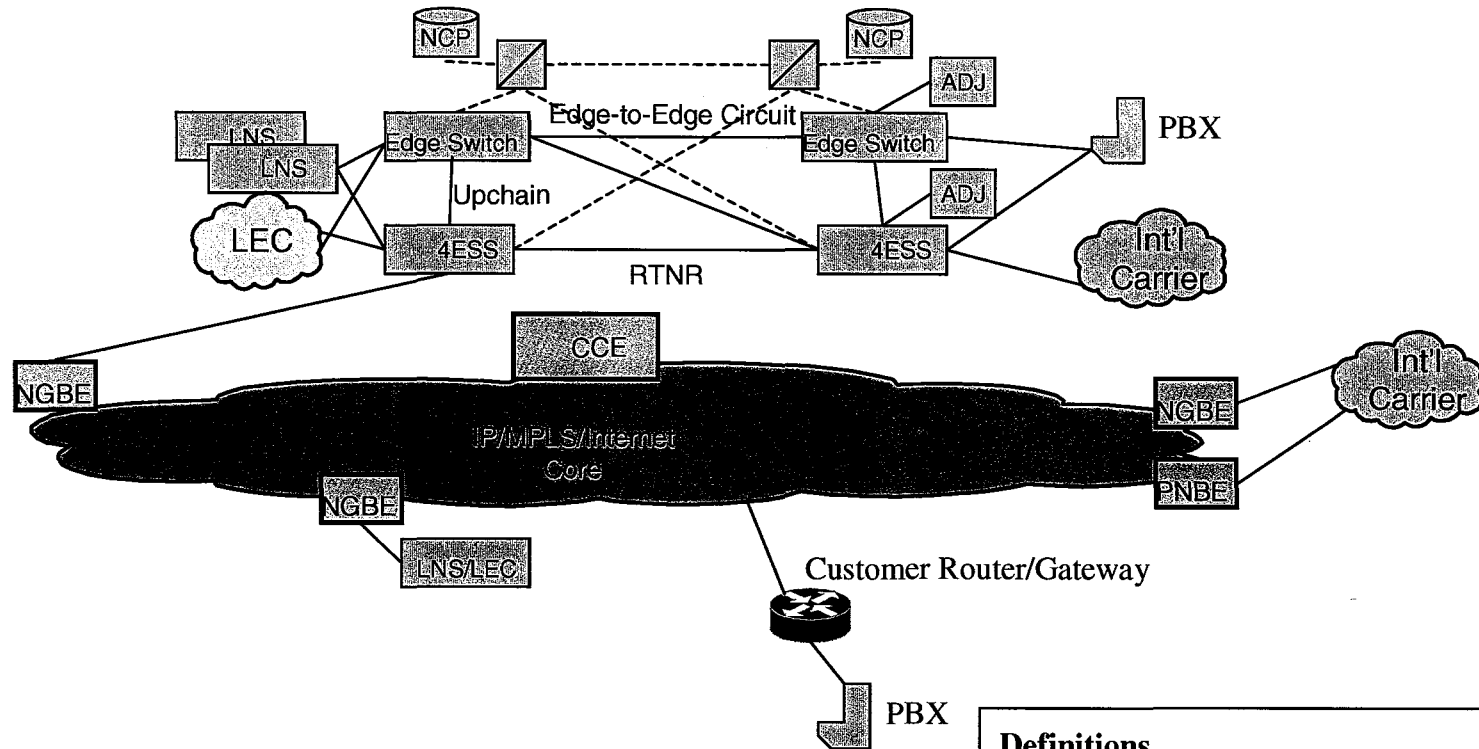 NCP
NCP
ADJ
Edge-to-Edge Circuit
PBX
LNS
LNS
Edge Switch
Edge Switch
Upchain
ADJ
LEC
4ESS
4ESS
Int'l
Carrier
RTNR
CCE
NGBE
NGBE
Int'l
Carrier
IP/MPLS/Internet
Core
NGBE
PNBE
LNS/LEC
Customer Router/Gateway
PBX
Definitions